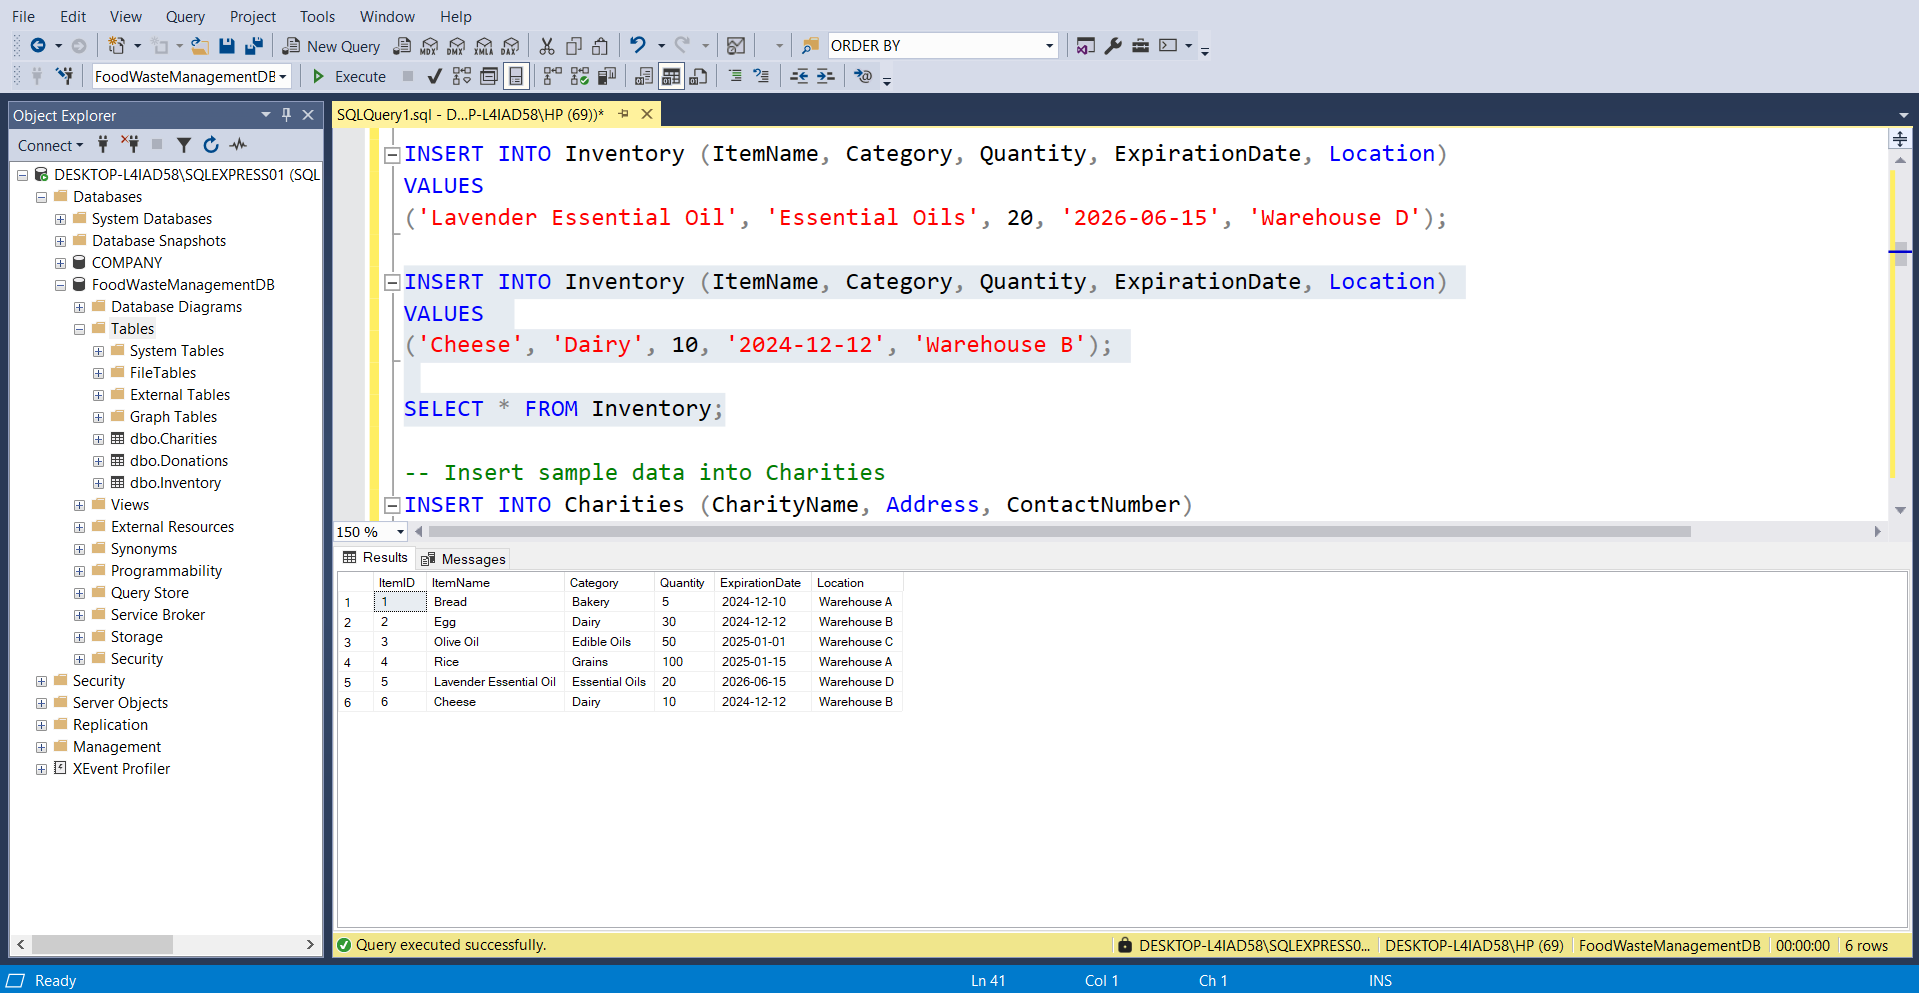 File Edit View Query Project Tools Window Help
New Query MDX DMX XMLA DAX ORDER BY
FoodWasteManagementDB Execute
Object Explorer
Connect
DESKTOP-L4IAD58\SQLEXPRESS01 (SQL
Databases
System Databases
Database Snapshots
COMPANY
FoodWasteManagementDB
Database Diagrams
Tables
System Tables
FileTables
External Tables
Graph Tables
dbo.Charities
dbo.Donations
dbo.Inventory
Views
External Resources
Synonyms
Programmability
Query Store
Service Broker
Storage
Security
Security
Server Objects
Replication
Management
XEvent Profiler
SQLQuery1.sql - D...P-L4IAD58\HP (69))*
INSERT INTO Inventory (ItemName, Category, Quantity, ExpirationDate, Location)
VALUES
('Lavender Essential Oil', 'Essential Oils', 20, '2026-06-15', 'Warehouse D');
INSERT INTO Inventory (ItemName, Category, Quantity, ExpirationDate, Location)
VALUES
('Cheese', 'Dairy', 10, '2024-12-12', 'Warehouse B');
SELECT * FROM Inventory;
-- Insert sample data into Charities
INSERT INTO Charities (CharityName, Address, ContactNumber)
150 %
Results Messages
ItemID ItemName Category Quantity ExpirationDate Location
1 1 Bread Bakery 5 2024-12-10 Warehouse A
2 2 Egg Dairy 30 2024-12-12 Warehouse B
3 3 Olive Oil Edible Oils 50 2025-01-01 Warehouse C
4 4 Rice Grains 100 2025-01-15 Warehouse A
5 5 Lavender Essential Oil Essential Oils 20 2026-06-15 Warehouse D
6 6 Cheese Dairy 10 2024-12-12 Warehouse B
Query executed successfully. DESKTOP-L4IAD58\SQLEXPRESS0... DESKTOP-L4IAD58\HP (69) FoodWasteManagementDB 00:00:00 6 rows
Ready Ln 41 Col 1 Ch 1 INS